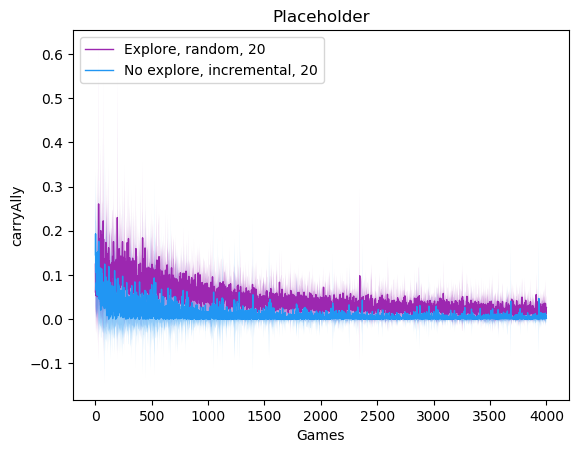 Placeholder
Explore, random, 20
No explore, incremental, 20
0.6
0.5
0.4
0.3
0.2
0.1
0.0
−0.1
carryAlly
0 500 1000 1500 2000 2500 3000 3500 4000
Games